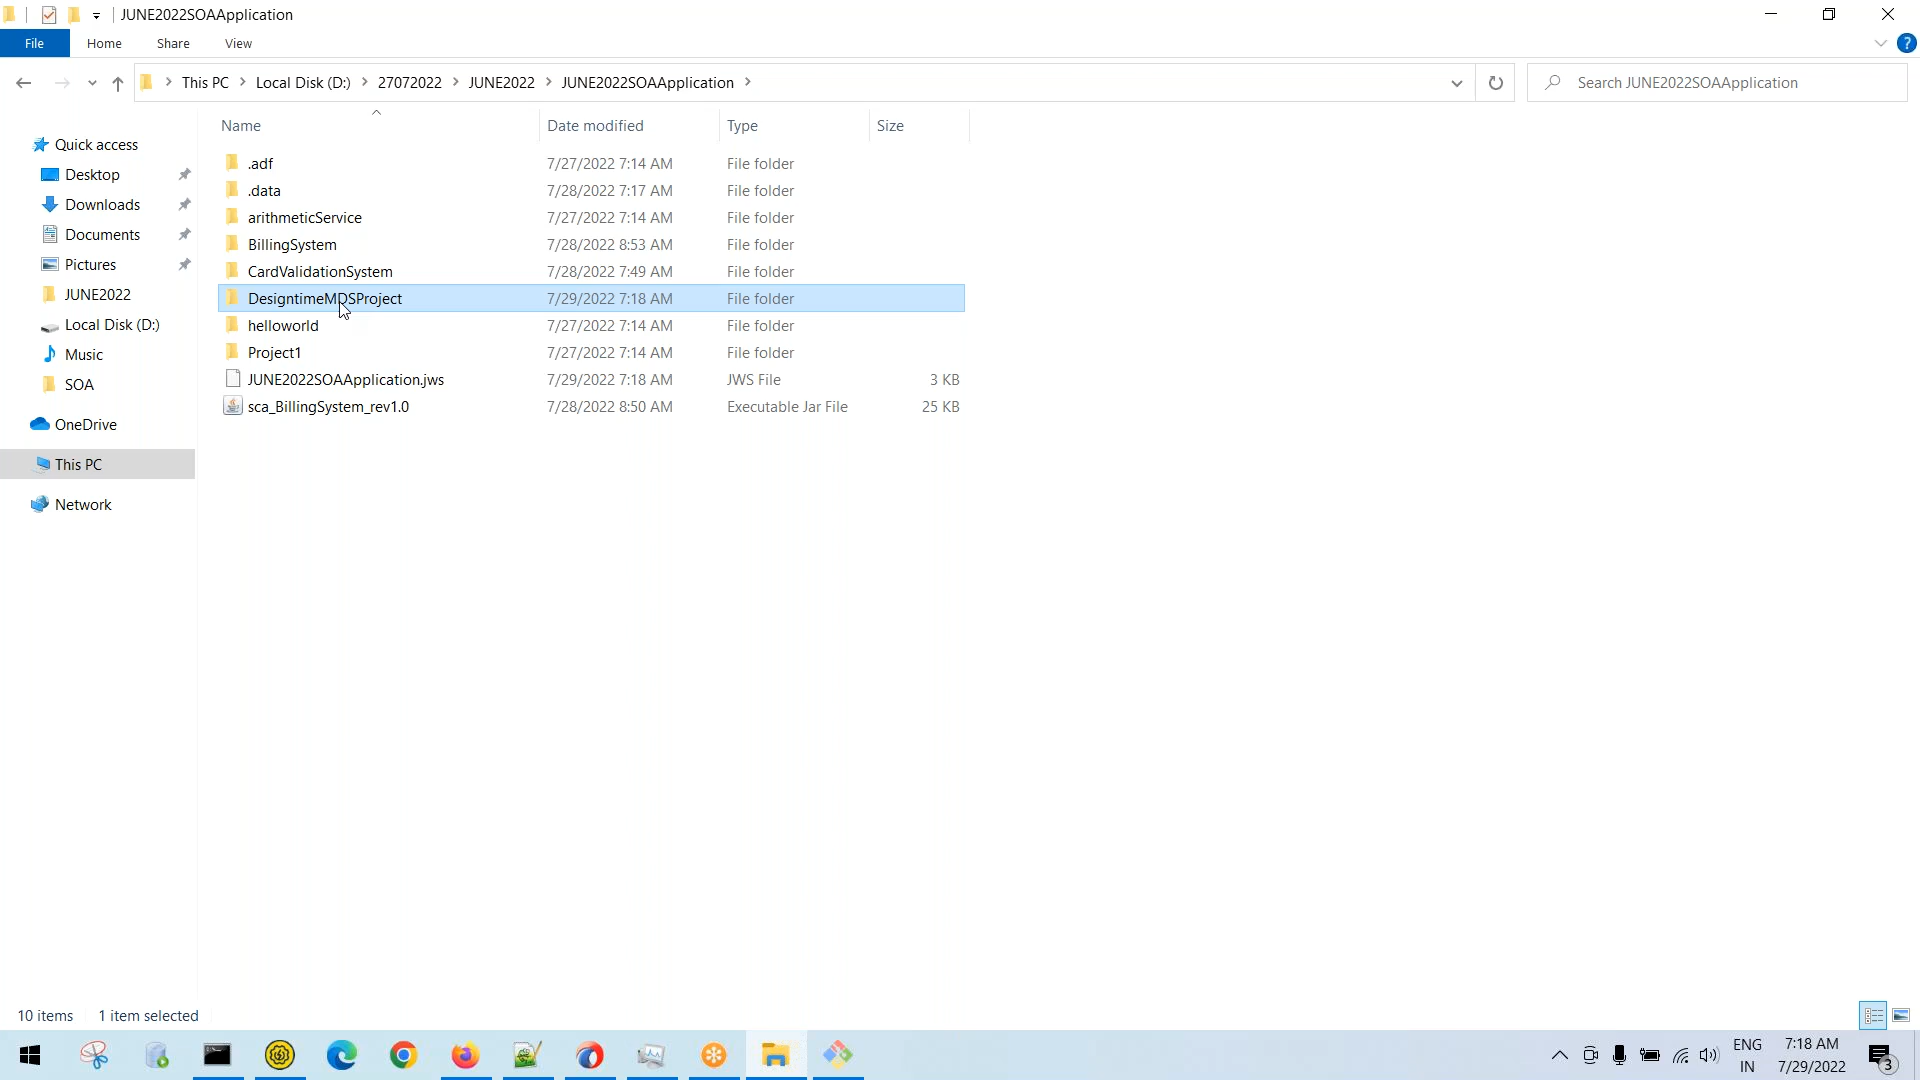 JUNE2022SOAApplication
File Home Share View
This PC Local Disk (D:) 27072022 JUNE2022 JUNE2022SOAApplication
Search JUNE2022SOAApplication
Name Date modified Type Size
Quick access
Desktop
Downloads
Documents
Pictures
JUNE2022
Local Disk (D:)
Music
SOA
OneDrive
This PC
Network
.adf 7/27/2022 7:14 AM File folder
.data 7/28/2022 7:17 AM File folder
arithmeticService 7/27/2022 7:14 AM File folder
BillingSystem 7/28/2022 8:53 AM File folder
CardValidationSystem 7/28/2022 7:49 AM File folder
DesigntimeMDSProject 7/29/2022 7:18 AM File folder
helloworld 7/27/2022 7:14 AM File folder
Project1 7/27/2022 7:14 AM File folder
JUNE2022SOAApplication.jws 7/29/2022 7:18 AM JWS File 3 KB
sca_BillingSystem_rev1.0 7/28/2022 8:50 AM Executable Jar File 25 KB
10 items 1 item selected
ENG 7:18 AM
IN 7/29/2022 3